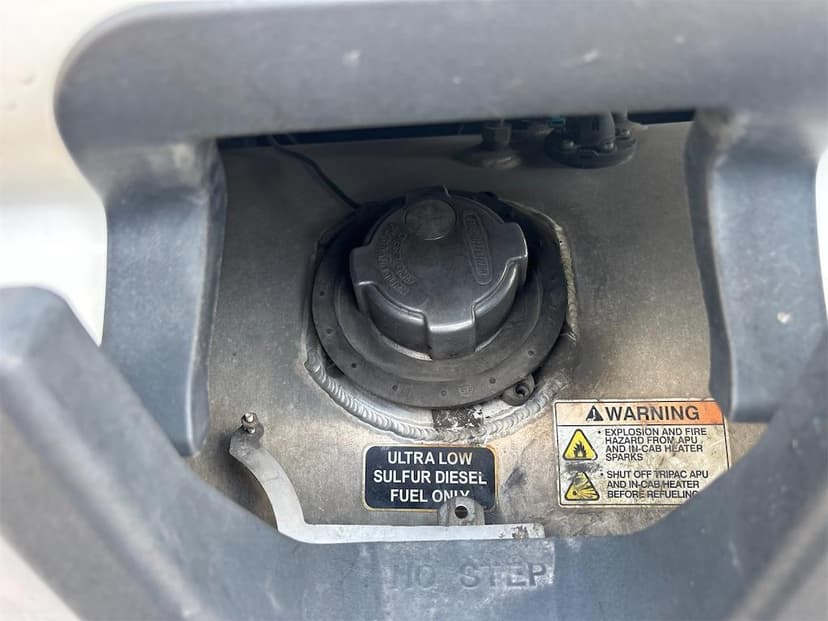 WARNING
• EXPLOSION AND FIRE
HAZARD FROM APU
AND IN-CAB HEATER
SPARKS
• SHUT OFF TRIPAC APU
AND IN-CAB HEATER
BEFORE REFUELING
ULTRA LOW
SULFUR DIESEL
FUEL ONLY
NO STEP